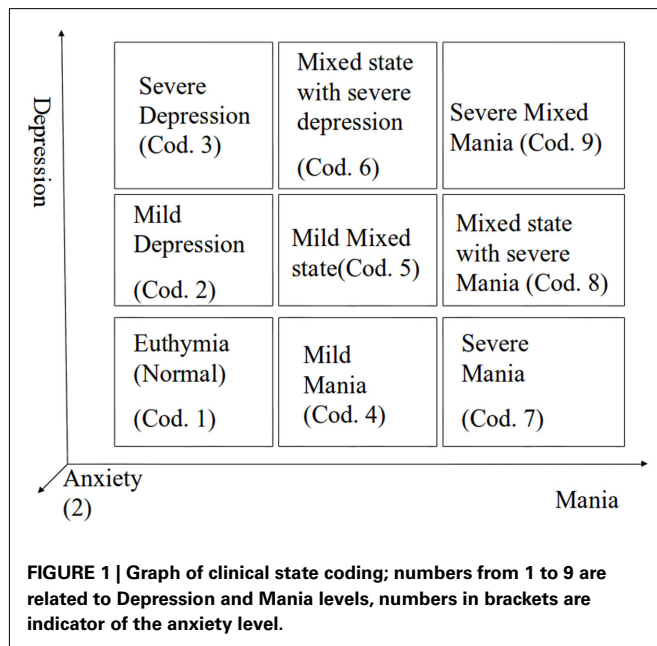 Depression
Severe
Depression
(Cod. 3)
Mixed state
with severe
depression
(Cod. 6)
Severe Mixed
Mania (Cod. 9)
Mild
Depression
(Cod. 2)
Mild Mixed
state(Cod. 5)
Mixed state
with severe
Mania (Cod. 8)
Euthymia
(Normal)
(Cod. 1)
Mild
Mania
(Cod. 4)
Severe
Mania
(Cod. 7)
Anxiety
(2)
Mania
FIGURE 1 | Graph of clinical state coding; numbers from 1 to 9 are
related to Depression and Mania levels, numbers in brackets are
indicator of the anxiety level.